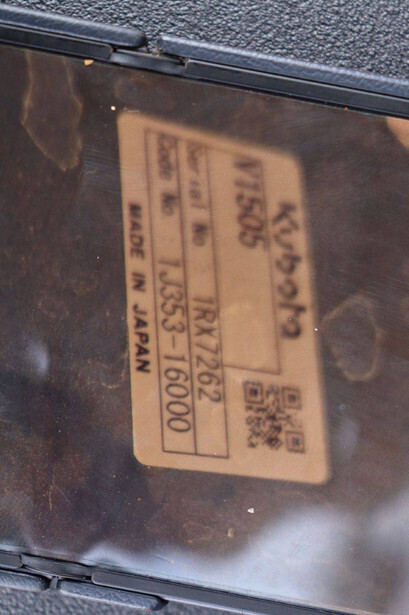 Kubota
V1505
Serial No 1RX7262
Code No 1J353-16000
MADE IN JAPAN